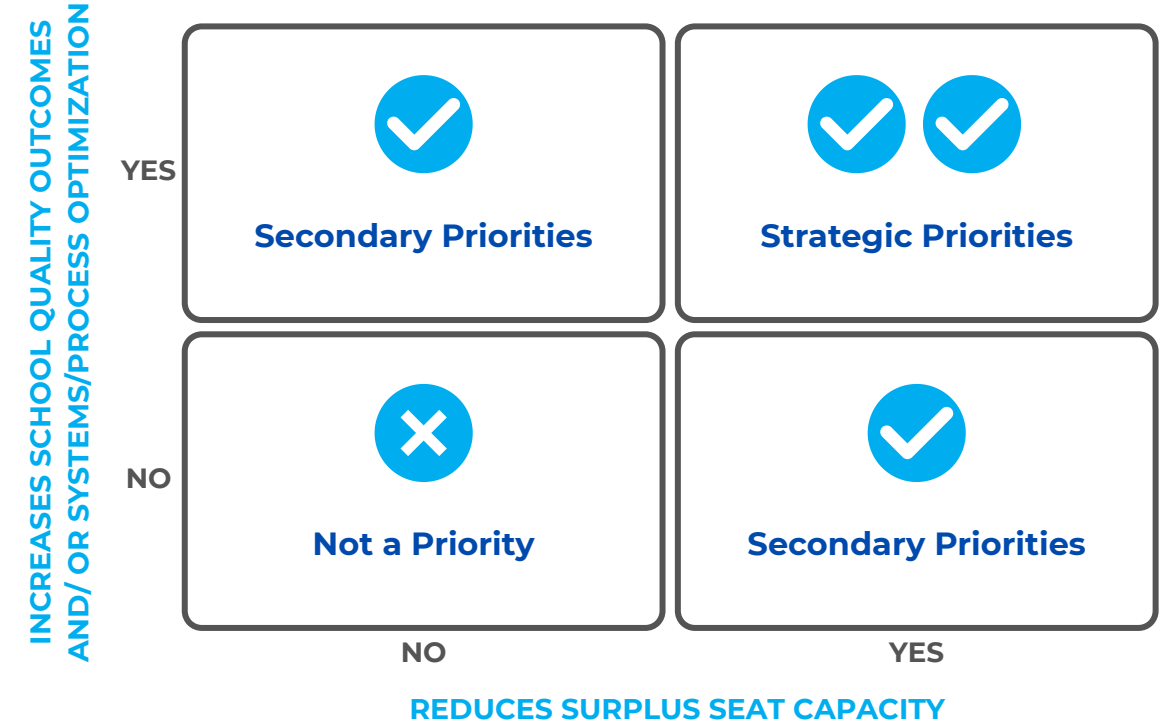 INCREASES SCHOOL QUALITY OUTCOMES
AND/ OR SYSTEMS/PROCESS OPTIMIZATION
YES
Secondary Priorities
Strategic Priorities
NO
Not a Priority
Secondary Priorities
NO
YES
REDUCES SURPLUS SEAT CAPACITY